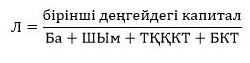 Л = бірінші деңгейдегі капитал
Ба + ШЫм + ТҚҚКТ + БКТ